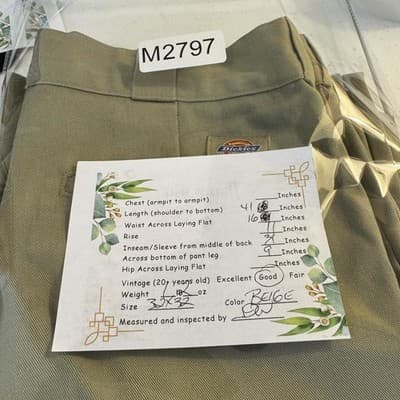 M2797
Dickies
Chest (armpit to armpit) Inches
Length (shoulder to bottom) 41 Inches
Waist Across Laying Flat 16 Inches
Rise 11 Inches
Inseam/Sleeve from middle of back Inches
Across bottom of pant leg 9 Inches
Hip Across Laying Flat Inches
Vintage (20+ years old) Excellent Good Fair
Weight oz
Size 32x32 Color BEIGE
Measured and inspected by